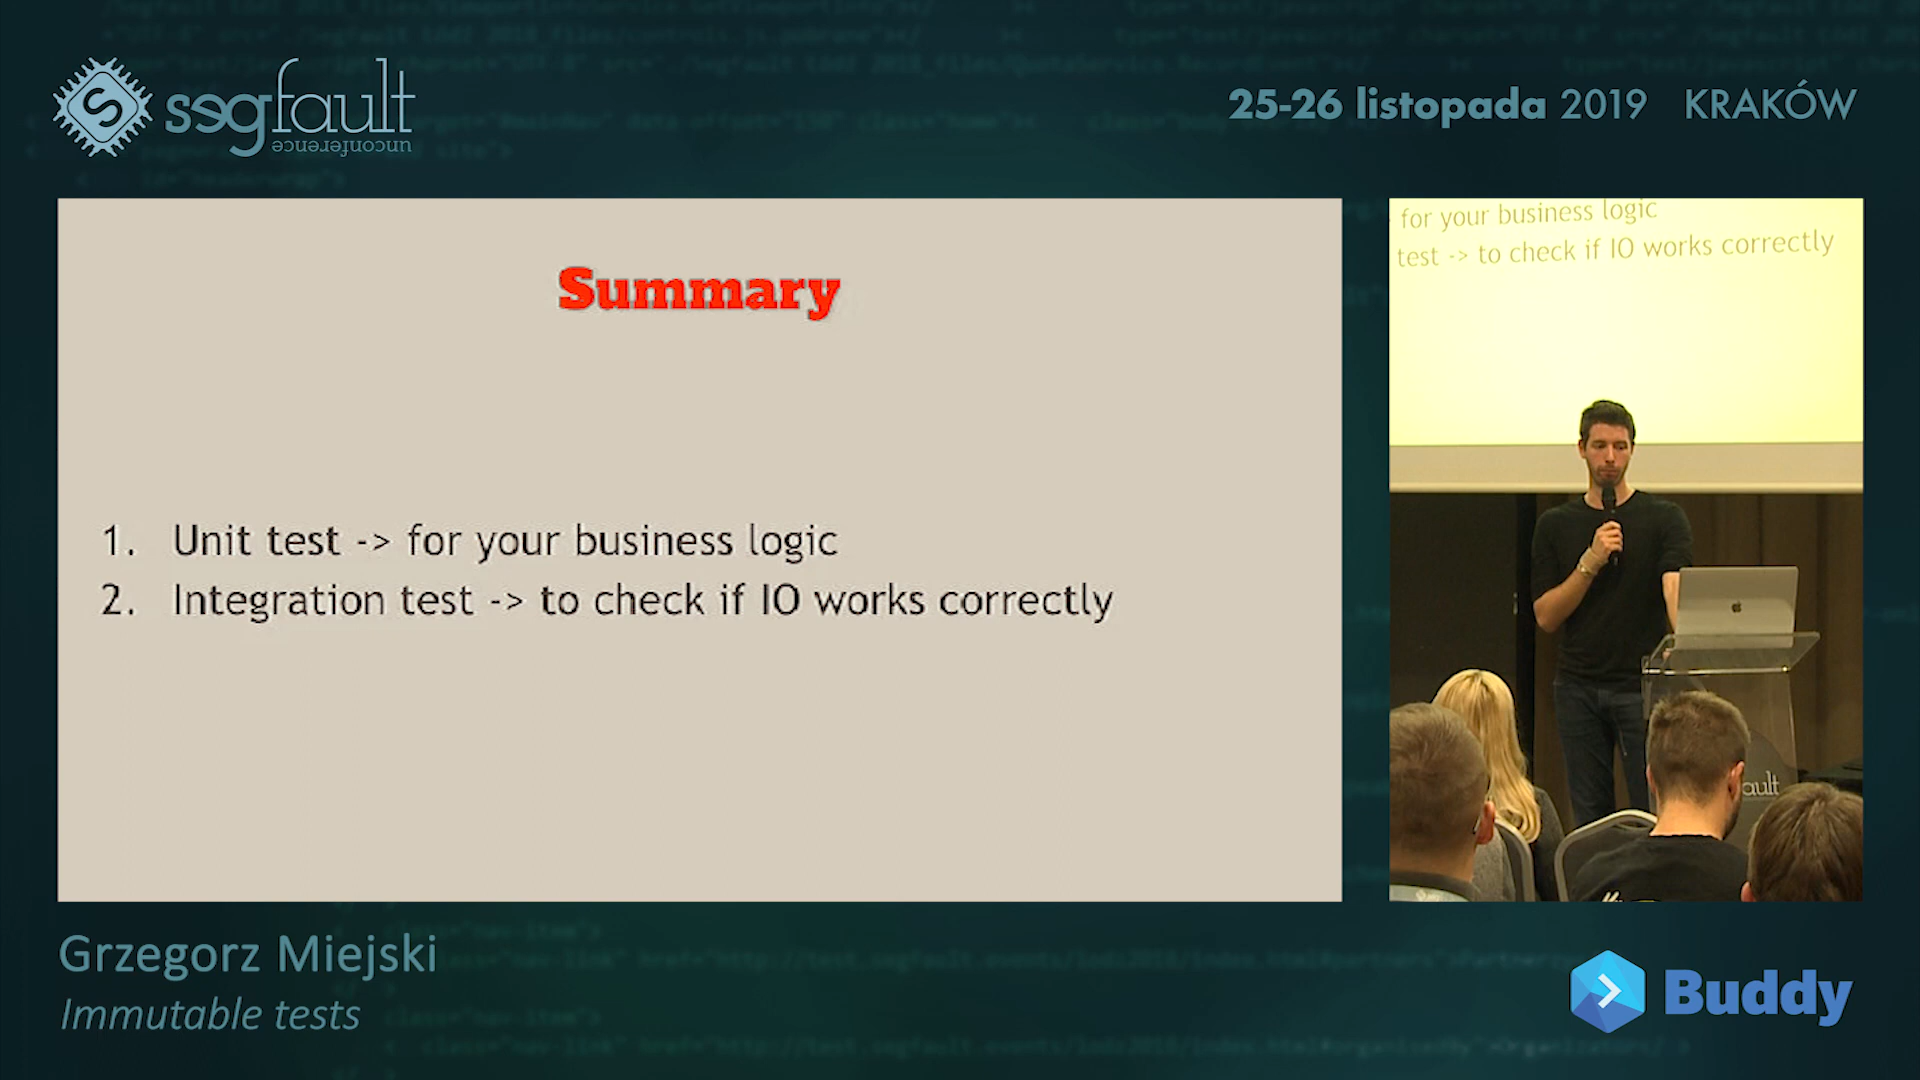 segfault
unconference
25-26 listopada 2019 KRAKÓW
Summary
1. Unit test -> for your business logic
2. Integration test -> to check if IO works correctly
for your business logic
test -> to check if IO works correctly
ault
Grzegorz Miejski
Immutable tests
Buddy